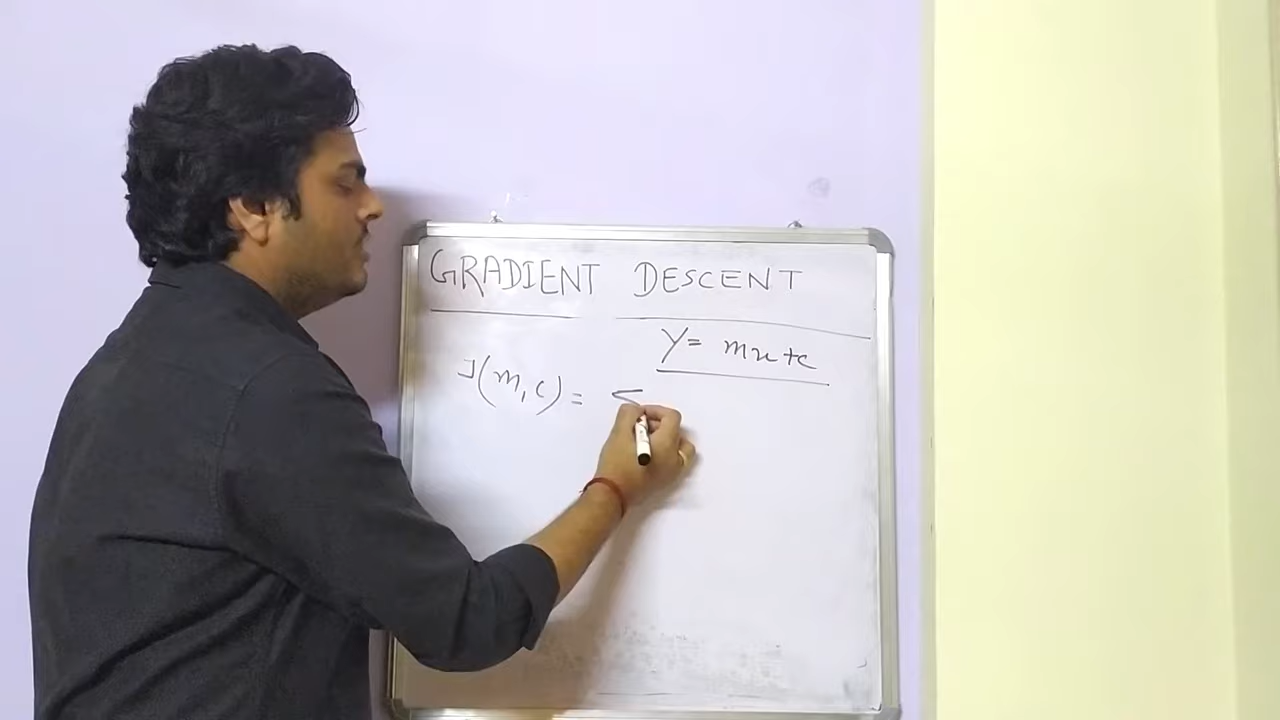 GRADIENT DESCENT
Y = mx + c
J(m, c) = Σ